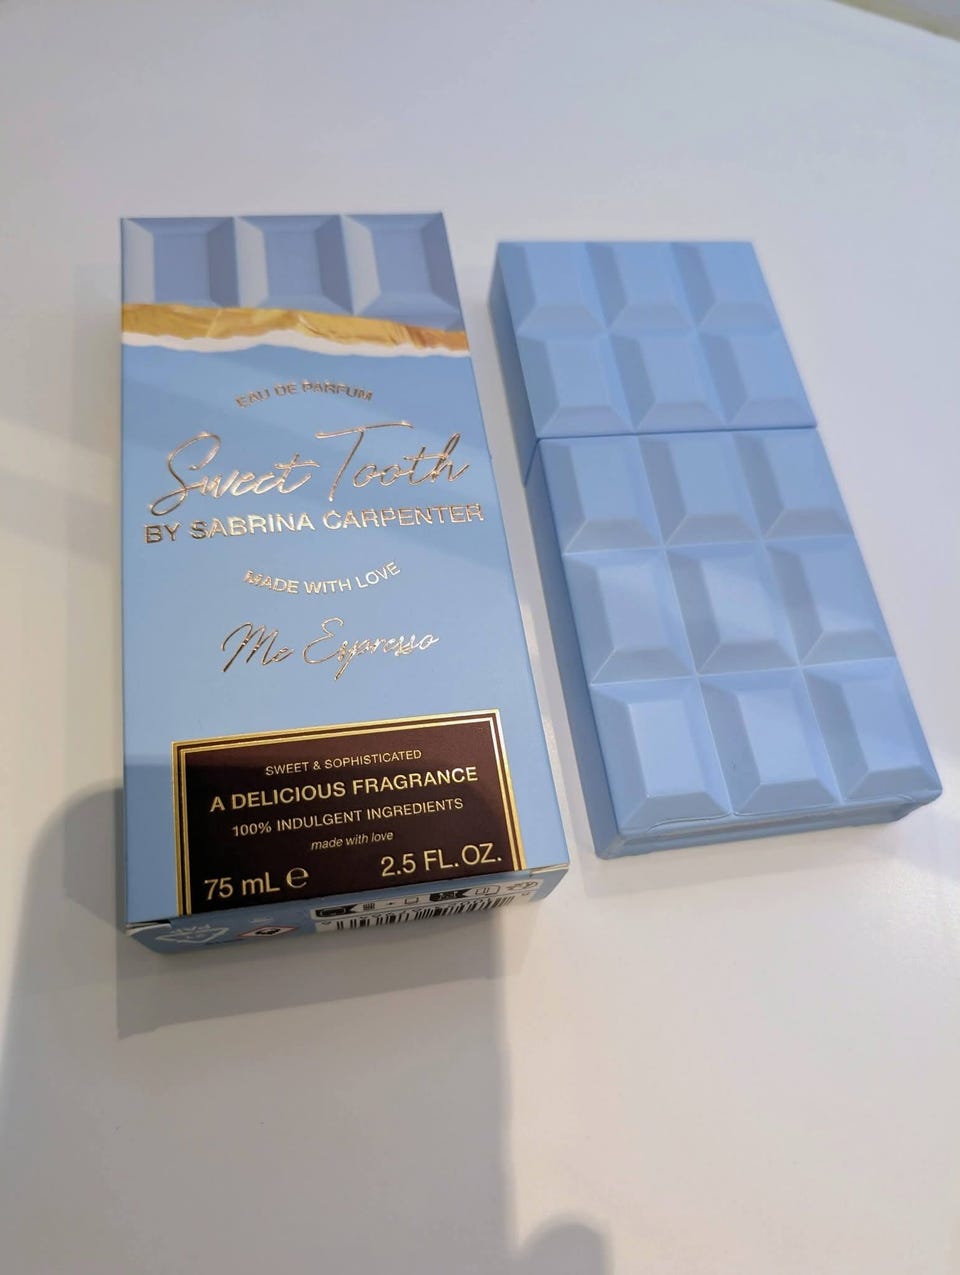 EAU DE PARFUM
Sweet Tooth
BY SABRINA CARPENTER
MADE WITH LOVE
Me Espresso
SWEET & SOPHISTICATED
A DELICIOUS FRAGRANCE
100% INDULGENT INGREDIENTS
made with love
75 mL e 2.5 FL. OZ.